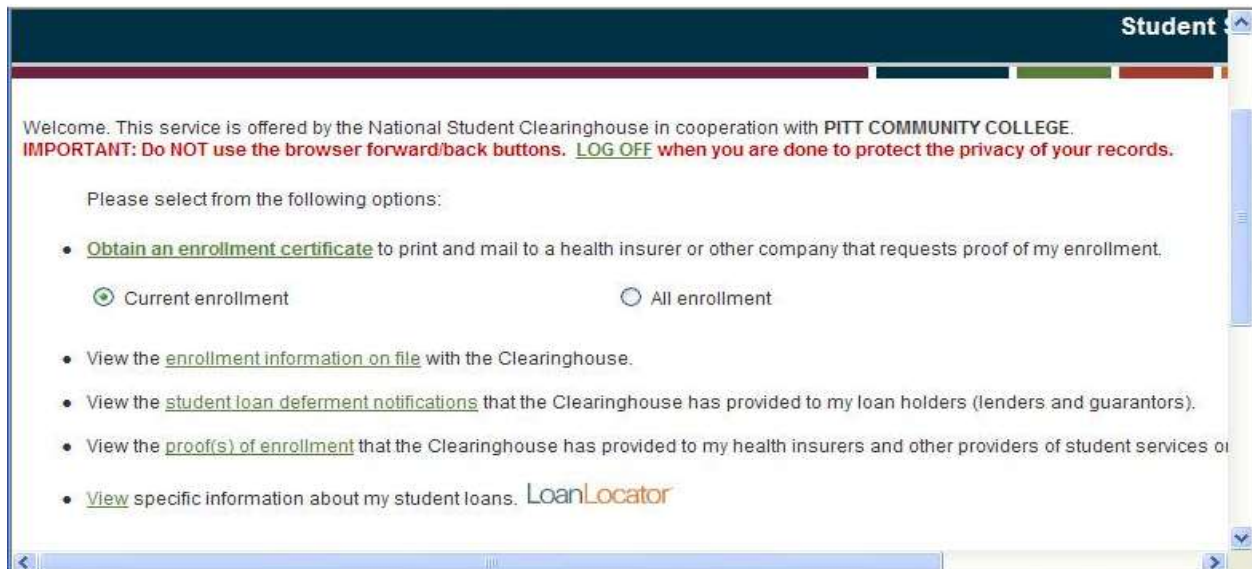 Student
Welcome. This service is offered by the National Student Clearinghouse in cooperation with PITT COMMUNITY COLLEGE.
IMPORTANT: Do NOT use the browser forward/back buttons. LOG OFF when you are done to protect the privacy of your records.
Please select from the following options:
• Obtain an enrollment certificate to print and mail to a health insurer or other company that requests proof of my enrollment.
Current enrollment All enrollment
• View the enrollment information on file with the Clearinghouse.
• View the student loan deferment notifications that the Clearinghouse has provided to my loan holders (lenders and guarantors).
• View the proof(s) of enrollment that the Clearinghouse has provided to my health insurers and other providers of student services
• View specific information about my student loans. LoanLocator